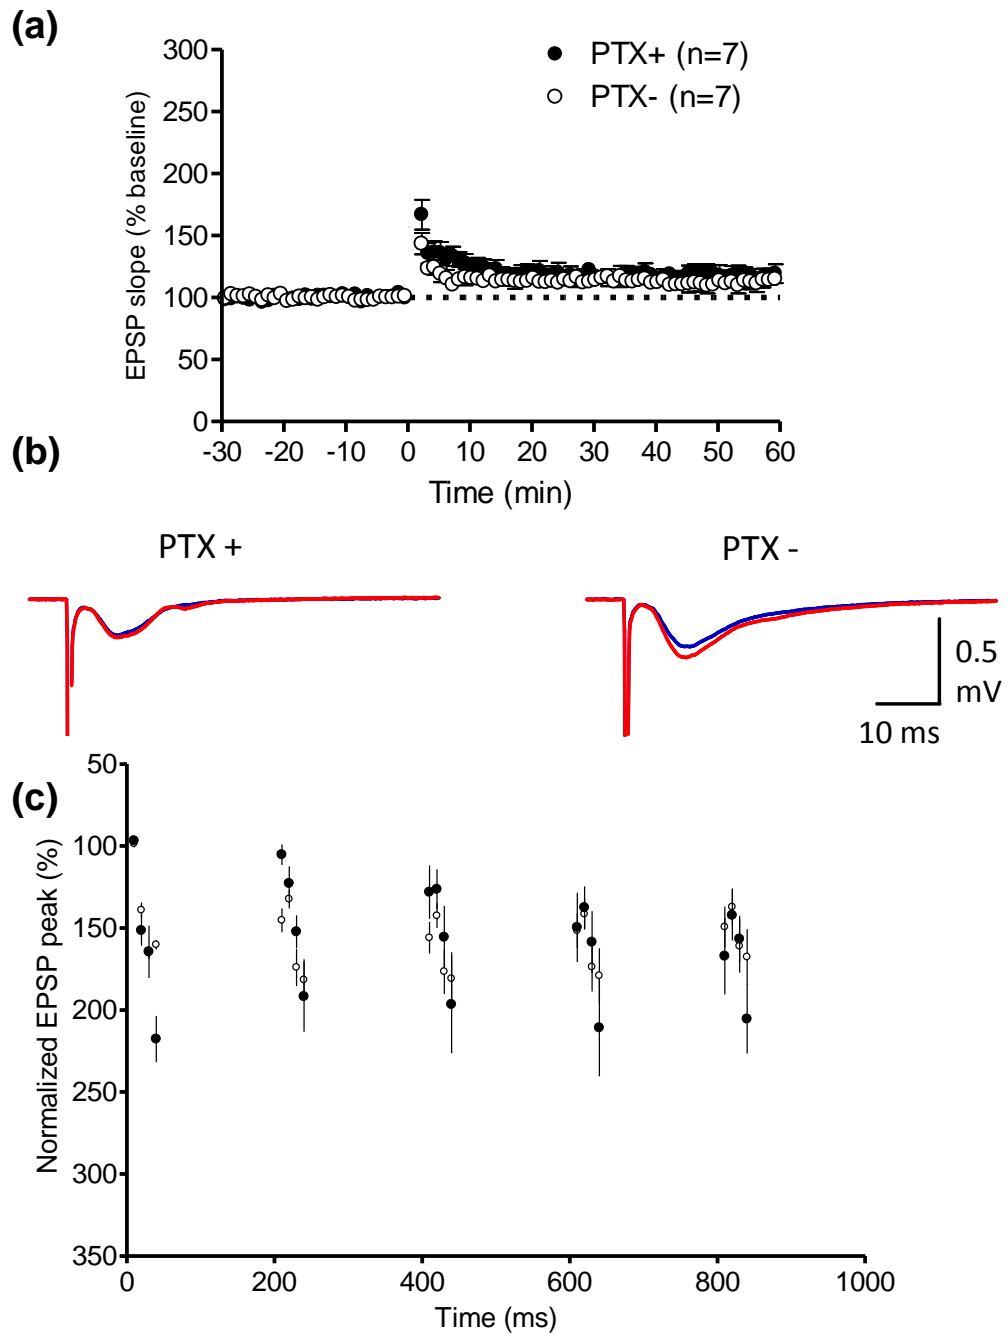 (a)
EPSP slope (% baseline)
300
250
200
150
100
50
0
PTX+ (n=7)
PTX- (n=7)
-30 -20 -10 0 10 20 30 40 50 60
Time (min)
(b)
PTX +
PTX -
0.5
mV
10 ms
(c)
Normalized EPSP peak (%)
50
100
150
200
250
300
350
0 200 400 600 800 1000
Time (ms)